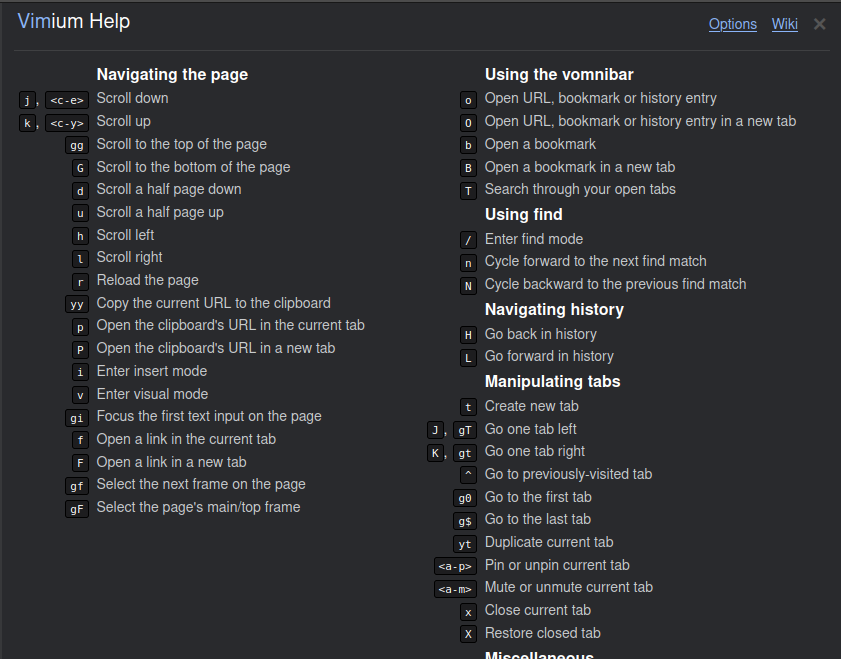 Vimium Help
Options Wiki ×
Navigating the page
j, <c-e> Scroll down
k, <c-y> Scroll up
gg Scroll to the top of the page
G Scroll to the bottom of the page
d Scroll a half page down
u Scroll a half page up
h Scroll left
l Scroll right
r Reload the page
yy Copy the current URL to the clipboard
p Open the clipboard's URL in the current tab
P Open the clipboard's URL in a new tab
i Enter insert mode
v Enter visual mode
gi Focus the first text input on the page
f Open a link in the current tab
F Open a link in a new tab
gf Select the next frame on the page
gF Select the page's main/top frame
Using the vomnibar
o Open URL, bookmark or history entry
O Open URL, bookmark or history entry in a new tab
b Open a bookmark
B Open a bookmark in a new tab
T Search through your open tabs
Using find
/ Enter find mode
n Cycle forward to the next find match
N Cycle backward to the previous find match
Navigating history
H Go back in history
L Go forward in history
Manipulating tabs
t Create new tab
J, gT Go one tab left
K, gt Go one tab right
^ Go to previously-visited tab
g0 Go to the first tab
g$ Go to the last tab
yt Duplicate current tab
<a-p> Pin or unpin current tab
<a-m> Mute or unmute current tab
x Close current tab
X Restore closed tab
Miscellaneous